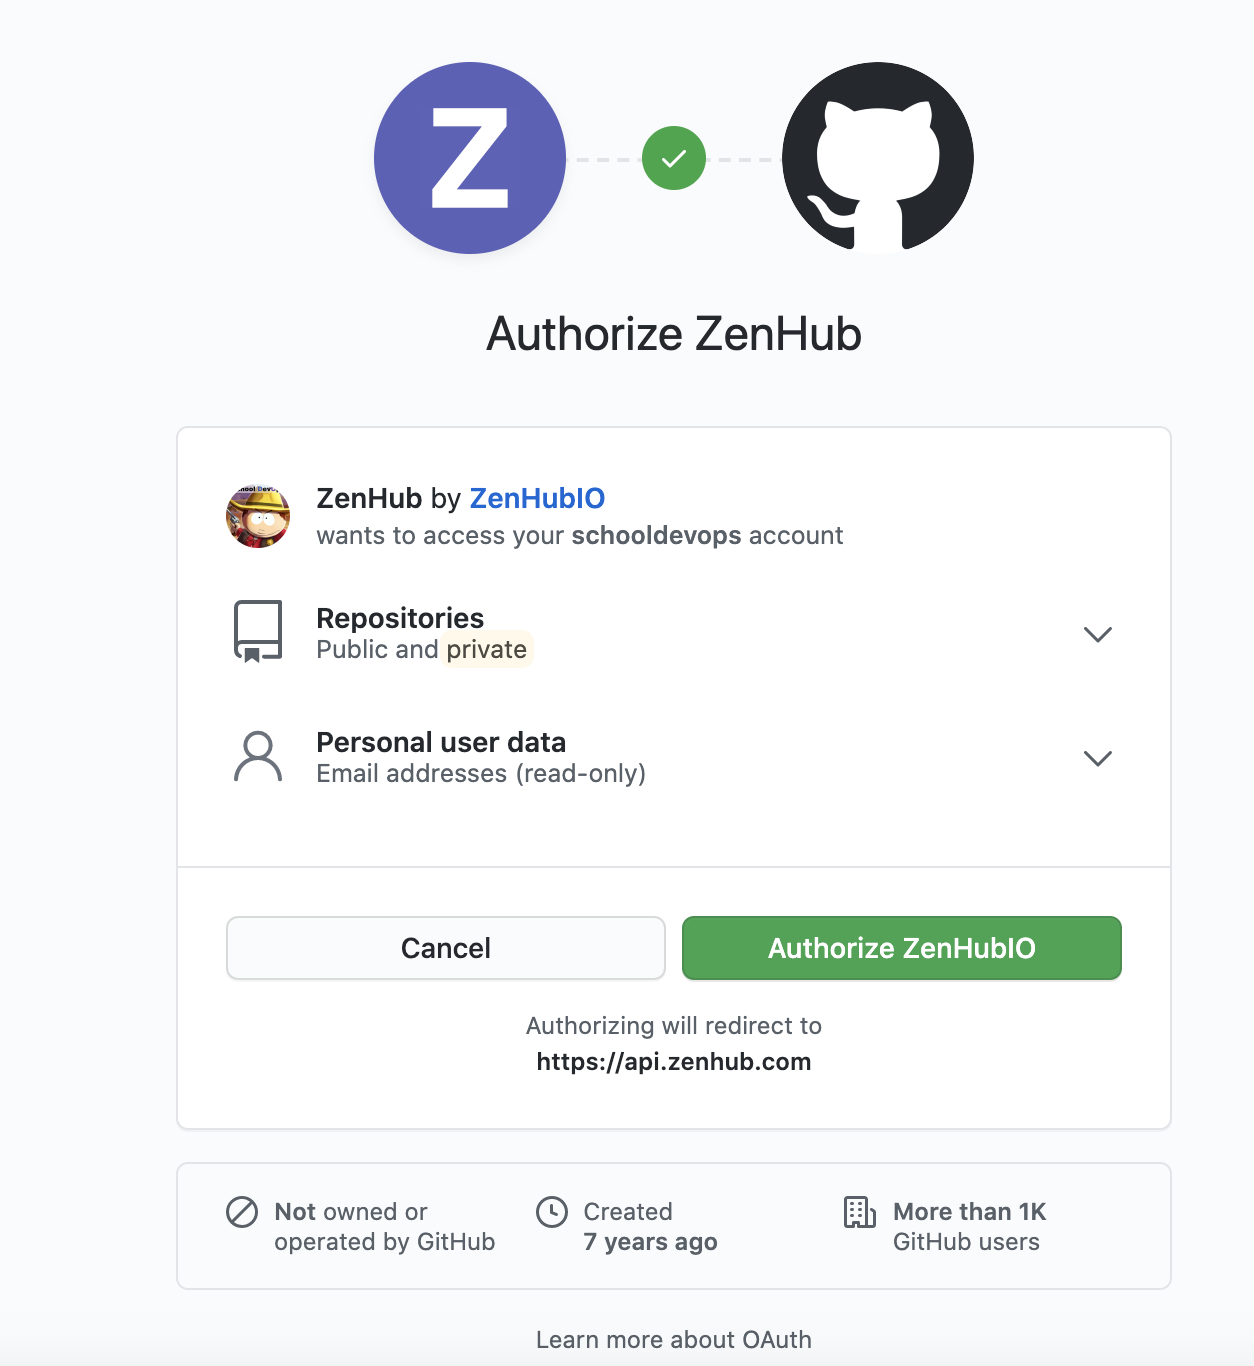 Z
Authorize ZenHub
ZenHub by ZenHubIO
wants to access your schooldevops account
Repositories
Public and private
Personal user data
Email addresses (read-only)
Cancel
Authorize ZenHubIO
Authorizing will redirect to
https://api.zenhub.com
Not owned or
operated by GitHub
Created
7 years ago
More than 1K
GitHub users
Learn more about OAuth